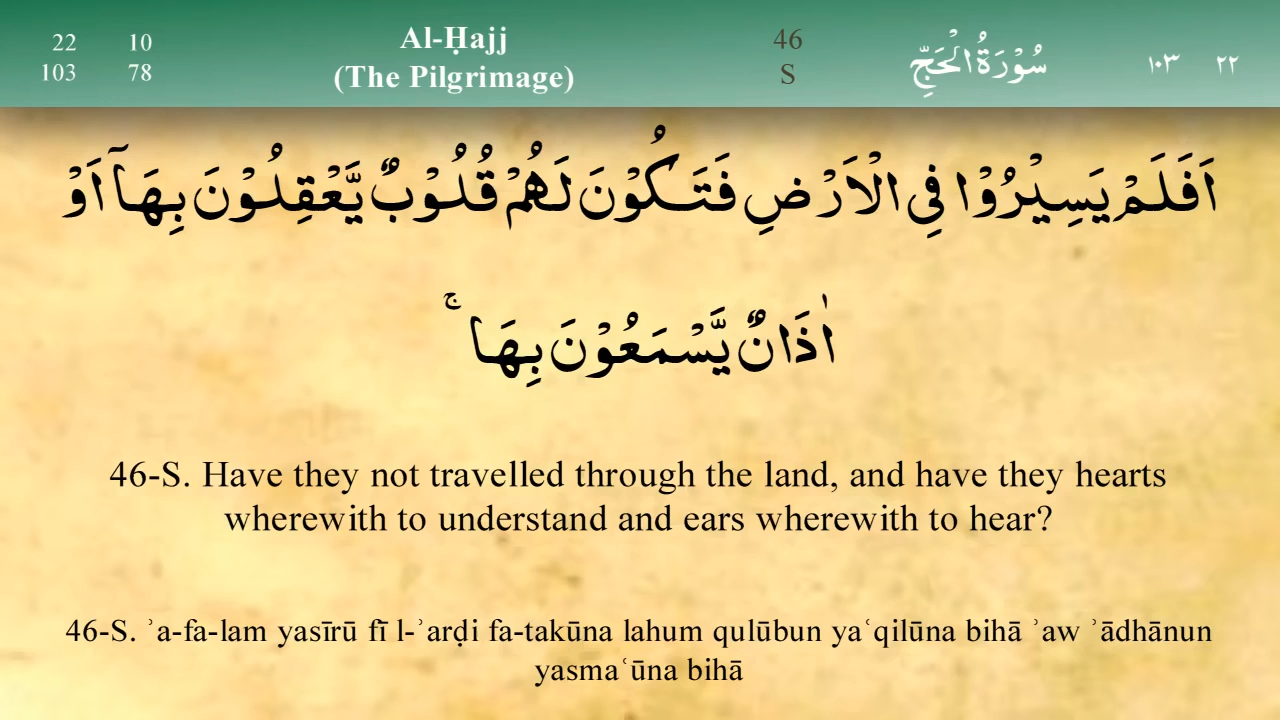 22 10 Al-Ḥajj 46 سُوْرَةُ الْحَجِّ ١٠٣ ٢٢
103 78 (The Pilgrimage) S
اَفَلَمْ يَسِيْرُوْا فِى الْاَرْضِ فَتَكُوْنَ لَهُمْ قُلُوْبٌ يَّعْقِلُوْنَ بِهَاۤ اَوْ
اٰذَانٌ يَّسْمَعُوْنَ بِهَا ۚ
46-S. Have they not travelled through the land, and have they hearts
wherewith to understand and ears wherewith to hear?
46-S. ʾa-fa-lam yasīrū fī l-ʾarḍi fa-takūna lahum qulūbun yaʿqilūna bihā ʾaw ʾādhānun
yasmaʿūna bihā